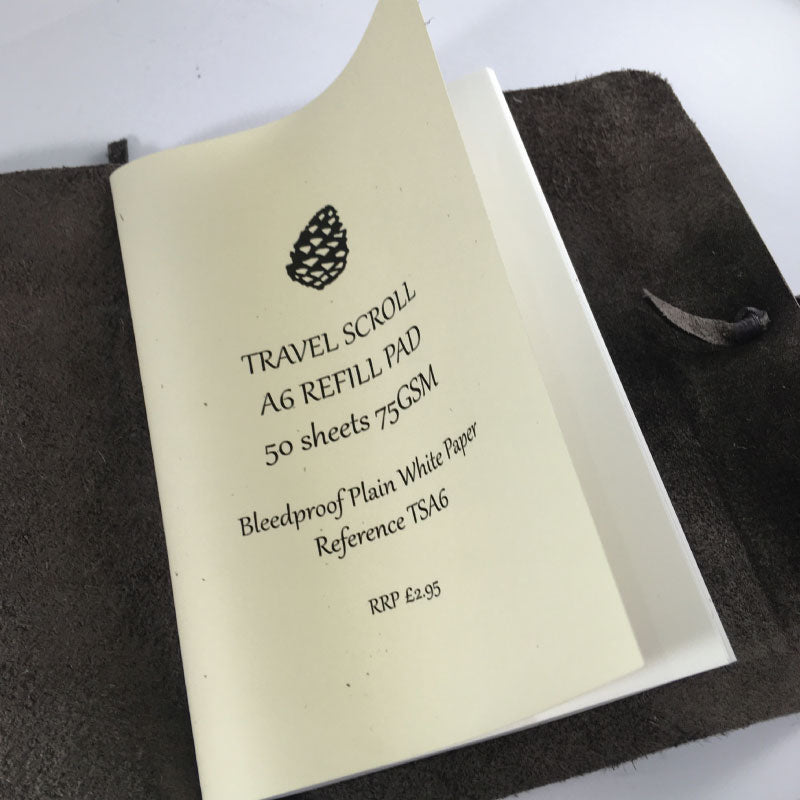 TRAVEL SCROLL
A6 REFILL PAD
50 sheets 75GSM
Bleedproof Plain White Paper
Reference TSA6
RRP £2.95